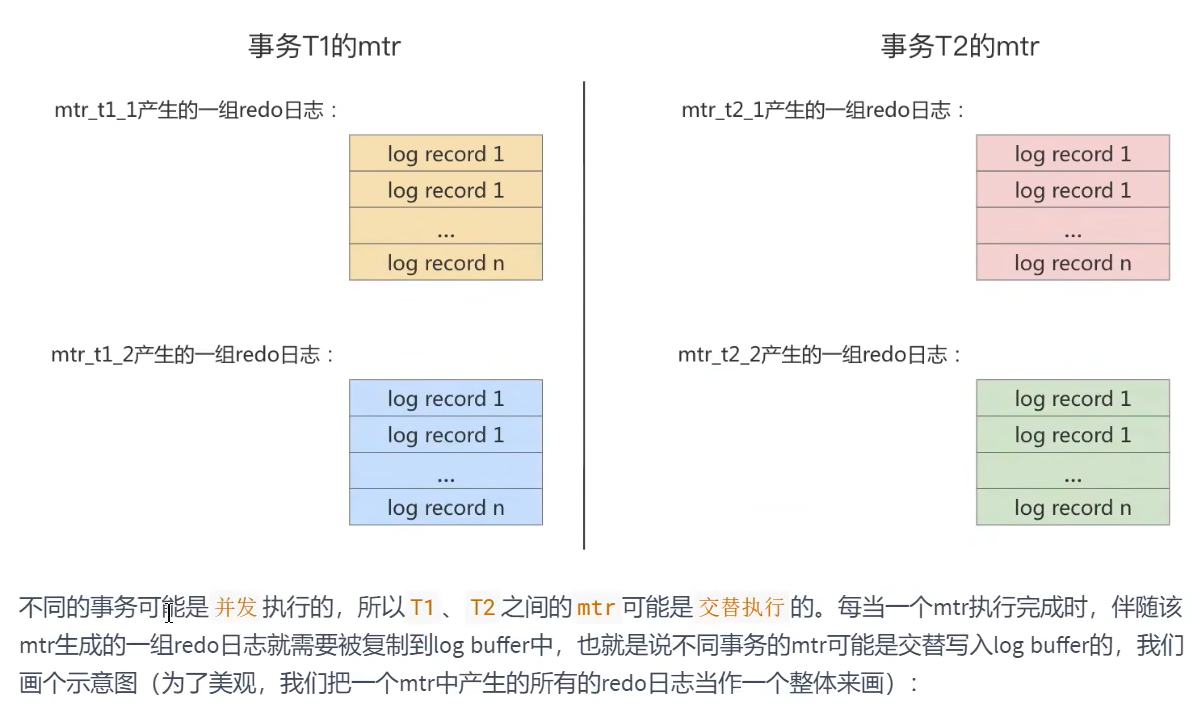 事务T1的mtr
mtr_t1_1产生的一组redo日志：
log record 1
log record 1
...
log record n
mtr_t1_2产生的一组redo日志：
log record 1
log record 1
...
log record n
事务T2的mtr
mtr_t2_1产生的一组redo日志：
log record 1
log record 1
...
log record n
mtr_t2_2产生的一组redo日志：
log record 1
log record 1
...
log record n
不同的事务可能是 并发 执行的，所以 T1 、 T2 之间的 mtr 可能是 交替执行 的。每当一个mtr执行完成时，伴随该
mtr生成的一组redo日志就需要被复制到log buffer中，也就是说不同事务的mtr可能是交替写入log buffer的，我们
画个示意图（为了美观，我们把一个mtr中产生的所有的redo日志当作一个整体来画）：